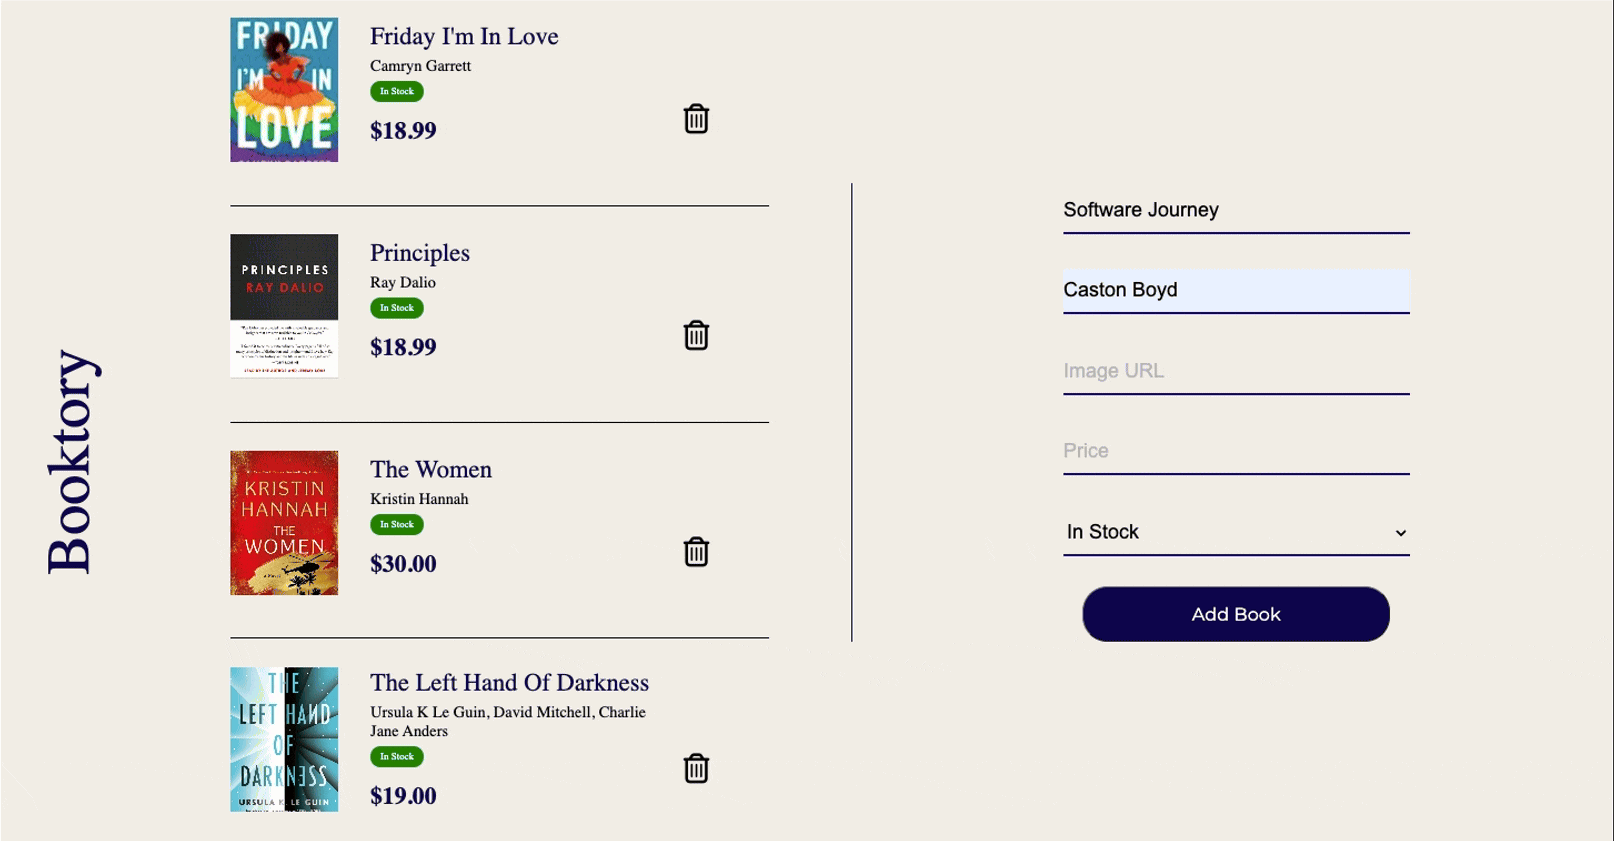 Booktory
FRIDAY
I'M IN
LOVE
Friday I'm In Love
Camryn Garrett
In Stock
$18.99
PRINCIPLES
RAY DALIO
Principles
Ray Dalio
In Stock
$18.99
KRISTIN
HANNAH
THE
WOMEN
The Women
Kristin Hannah
In Stock
$30.00
THE
LEFT HAND
OF
DARKNESS
URSULA K. LE GUIN
The Left Hand Of Darkness
Ursula K Le Guin, David Mitchell, Charlie
Jane Anders
In Stock
$19.00
Software Journey
Caston Boyd
Image URL
Price
In Stock
Add Book